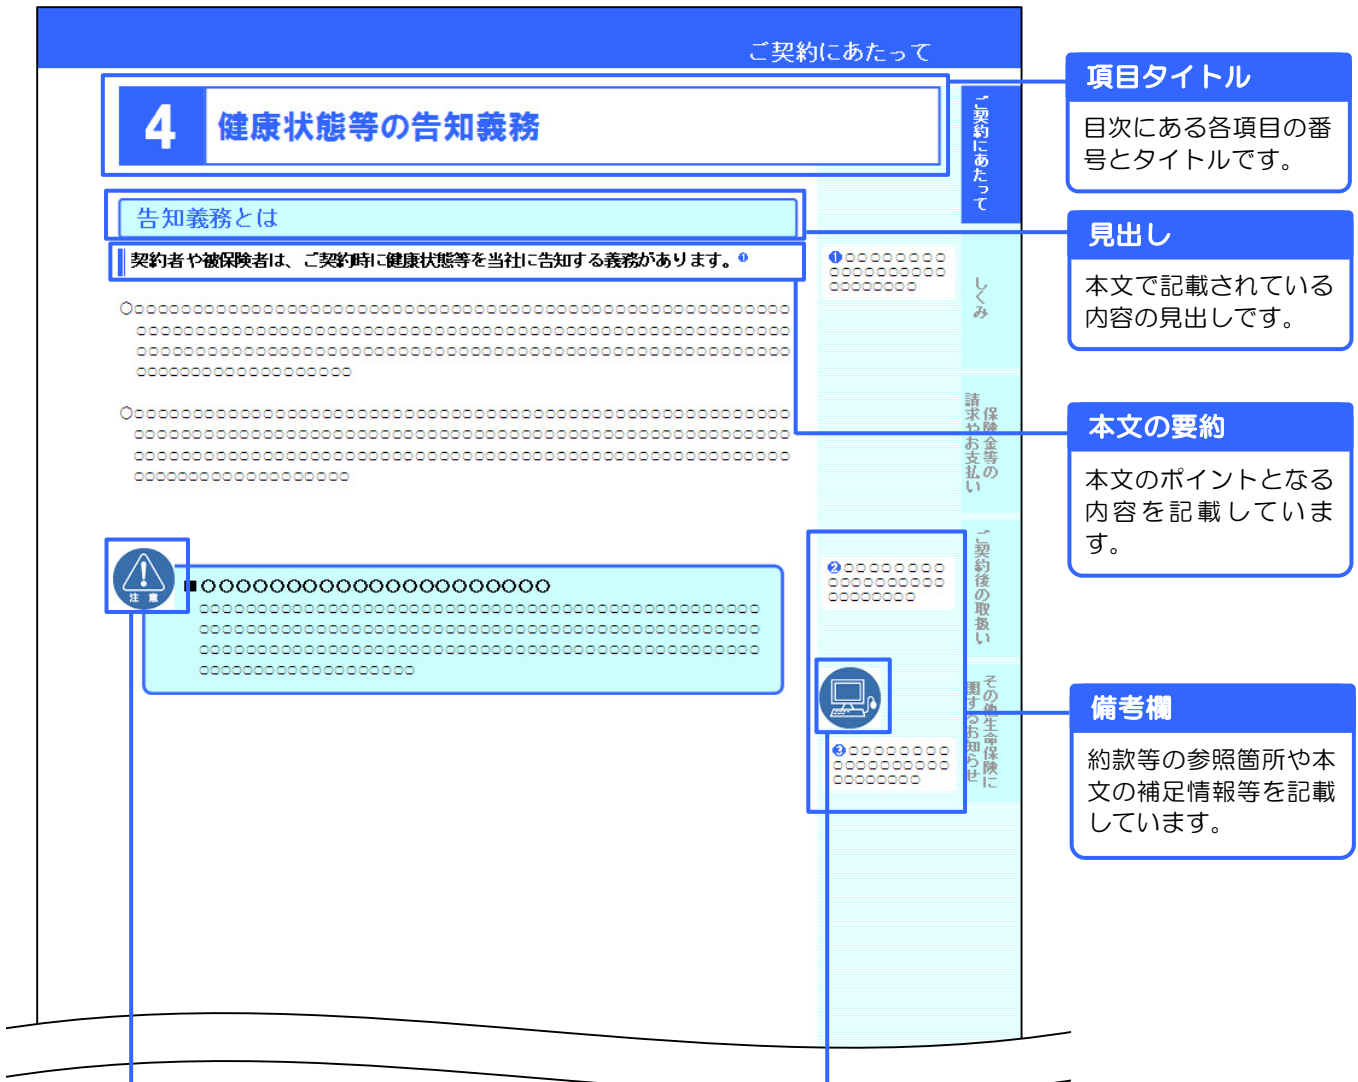 ご契約にあたって
4 健康状態等の告知義務
告知義務とは
契約者や被保険者は、ご契約時に健康状態等を当社に告知する義務があります。❶
○○○○○○○○○○○○○○○○○○○○○○○○○○○○○○○○○○○○○○○○○○○○○○○○○○○○○○○○○
○○○○○○○○○○○○○○○○○○○○○○○○○○○○○○○○○○○○○○○○○○○○○○○○○○○○○○○○
○○○○○○○○○○○○○○○○○○○○○○○○○○○○○○○○○○○○○○○○○○○○○○○○○○○○○○○○
○○○○○○○○○○○○○○○○○○○
○○○○○○○○○○○○○○○○○○○○○○○○○○○○○○○○○○○○○○○○○○○○○○○○○○○○○○○○○
○○○○○○○○○○○○○○○○○○○○○○○○○○○○○○○○○○○○○○○○○○○○○○○○○○○○○○○○
○○○○○○○○○○○○○○○○○○○○○○○○○○○○○○○○○○○○○○○○○○○○○○○○○○○○○○○○
○○○○○○○○○○○○○○○○○○○
注意
■○○○○○○○○○○○○○○○○○○○○○
○○○○○○○○○○○○○○○○○○○○○○○○○○○○○○○○○○○○○○○○○○○○○○○○
○○○○○○○○○○○○○○○○○○○○○○○○○○○○○○○○○○○○○○○○○○○○○○○○
○○○○○○○○○○○○○○○○○○○○○○○○○○○○○○○○○○○○○○○○○○○○○○○○
○○○○○○○○○○○○○○○○○○○
❶○○○○○○○○
○○○○○○○○○○
○○○○○○○○
❷○○○○○○○○
○○○○○○○○○○
○○○○○○○○
❸○○○○○○○○
○○○○○○○○○○
○○○○○○○○
ご契約にあたって
しくみ
保険金等の
請求やお支払い
ご契約後の取扱い
その他生命保険に
関するお知らせ
項目タイトル
目次にある各項目の番
号とタイトルです。
見出し
本文で記載されている
内容の見出しです。
本文の要約
本文のポイントとなる
内容を記載していま
す。
備考欄
約款等の参照箇所や本
文の補足情報等を記載
しています。